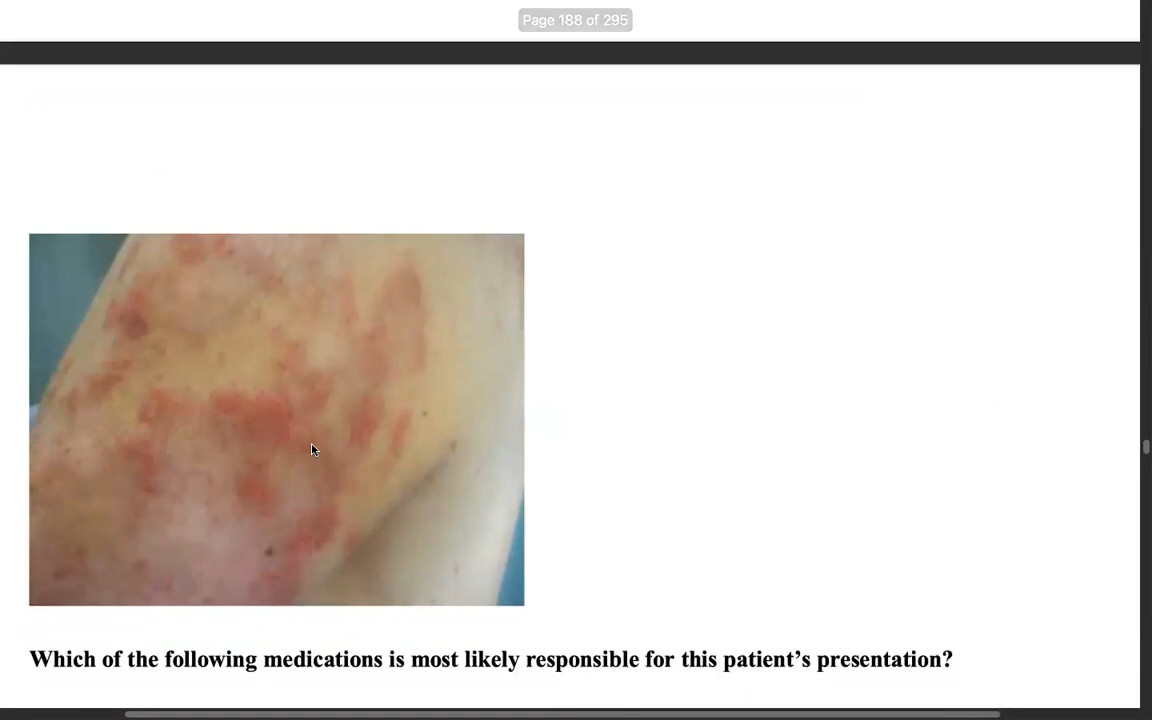 Page 188 of 295
Which of the following medications is most likely responsible for this patient’s presentation?